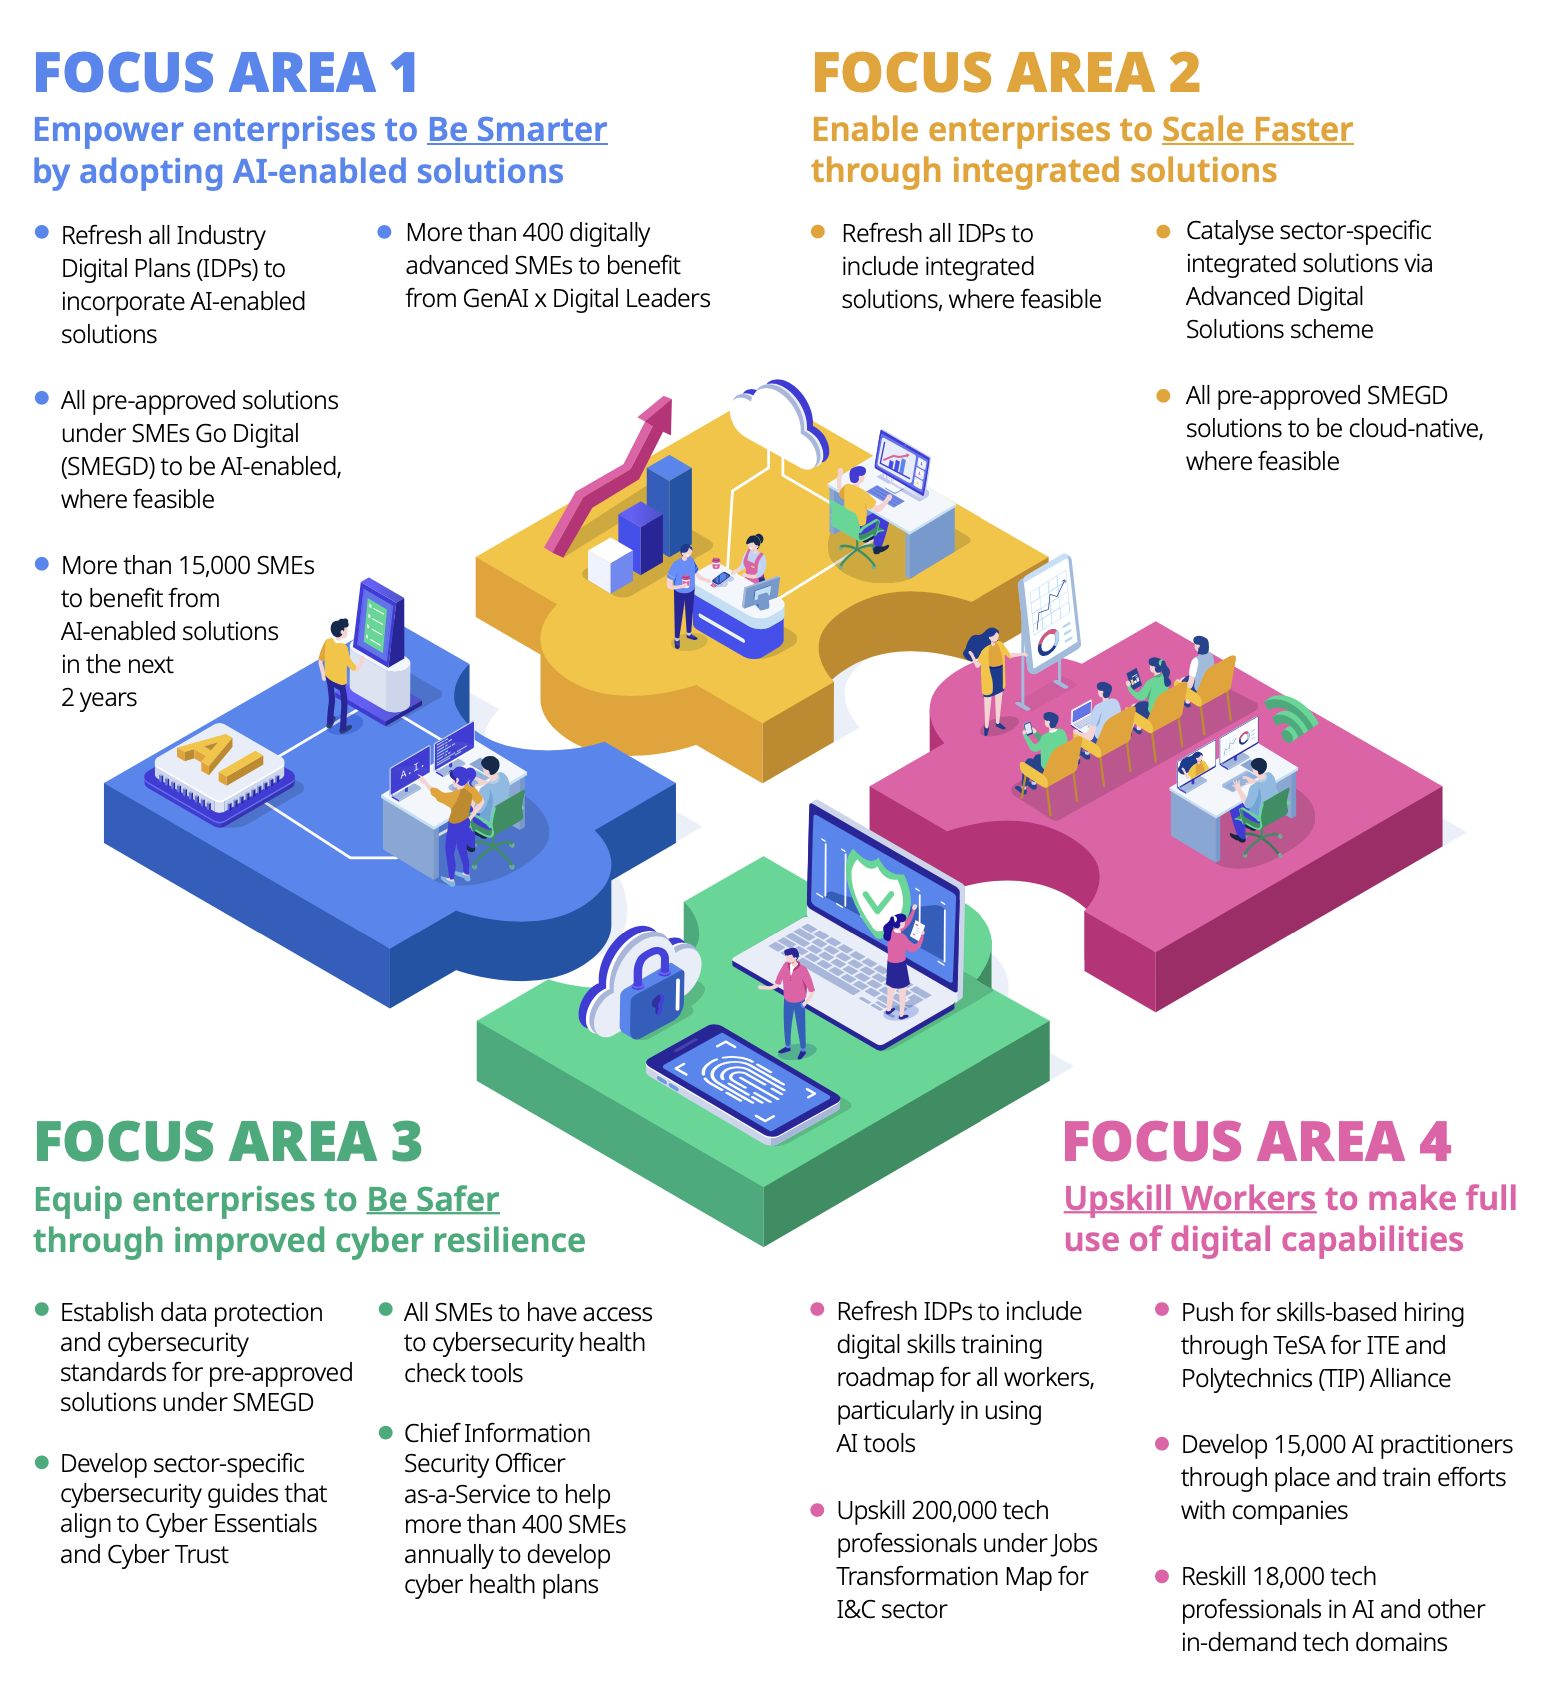 FOCUS AREA 1
Empower enterprises to Be Smarter
by adopting AI-enabled solutions
Refresh all Industry
Digital Plans (IDPs) to
incorporate AI-enabled
solutions
All pre-approved solutions
under SMEs Go Digital
(SMEGD) to be AI-enabled,
where feasible
More than 15,000 SMEs
to benefit from
AI-enabled solutions
in the next
2 years
More than 400 digitally
advanced SMEs to benefit
from GenAI x Digital Leaders
FOCUS AREA 2
Enable enterprises to Scale Faster
through integrated solutions
Refresh all IDPs to
include integrated
solutions, where feasible
Catalyse sector-specific
integrated solutions via
Advanced Digital
Solutions scheme
All pre-approved SMEGD
solutions to be cloud-native,
where feasible
AI
A.I.
FOCUS AREA 3
Equip enterprises to Be Safer
through improved cyber resilience
Establish data protection
and cybersecurity
standards for pre-approved
solutions under SMEGD
Develop sector-specific
cybersecurity guides that
align to Cyber Essentials
and Cyber Trust
All SMEs to have access
to cybersecurity health
check tools
Chief Information
Security Officer
as-a-Service to help
more than 400 SMEs
annually to develop
cyber health plans
FOCUS AREA 4
Upskill Workers to make full
use of digital capabilities
Refresh IDPs to include
digital skills training
roadmap for all workers,
particularly in using
AI tools
Upskill 200,000 tech
professionals under Jobs
Transformation Map for
I&C sector
Push for skills-based hiring
through TeSA for ITE and
Polytechnics (TIP) Alliance
Develop 15,000 AI practitioners
through place and train efforts
with companies
Reskill 18,000 tech
professionals in AI and other
in-demand tech domains